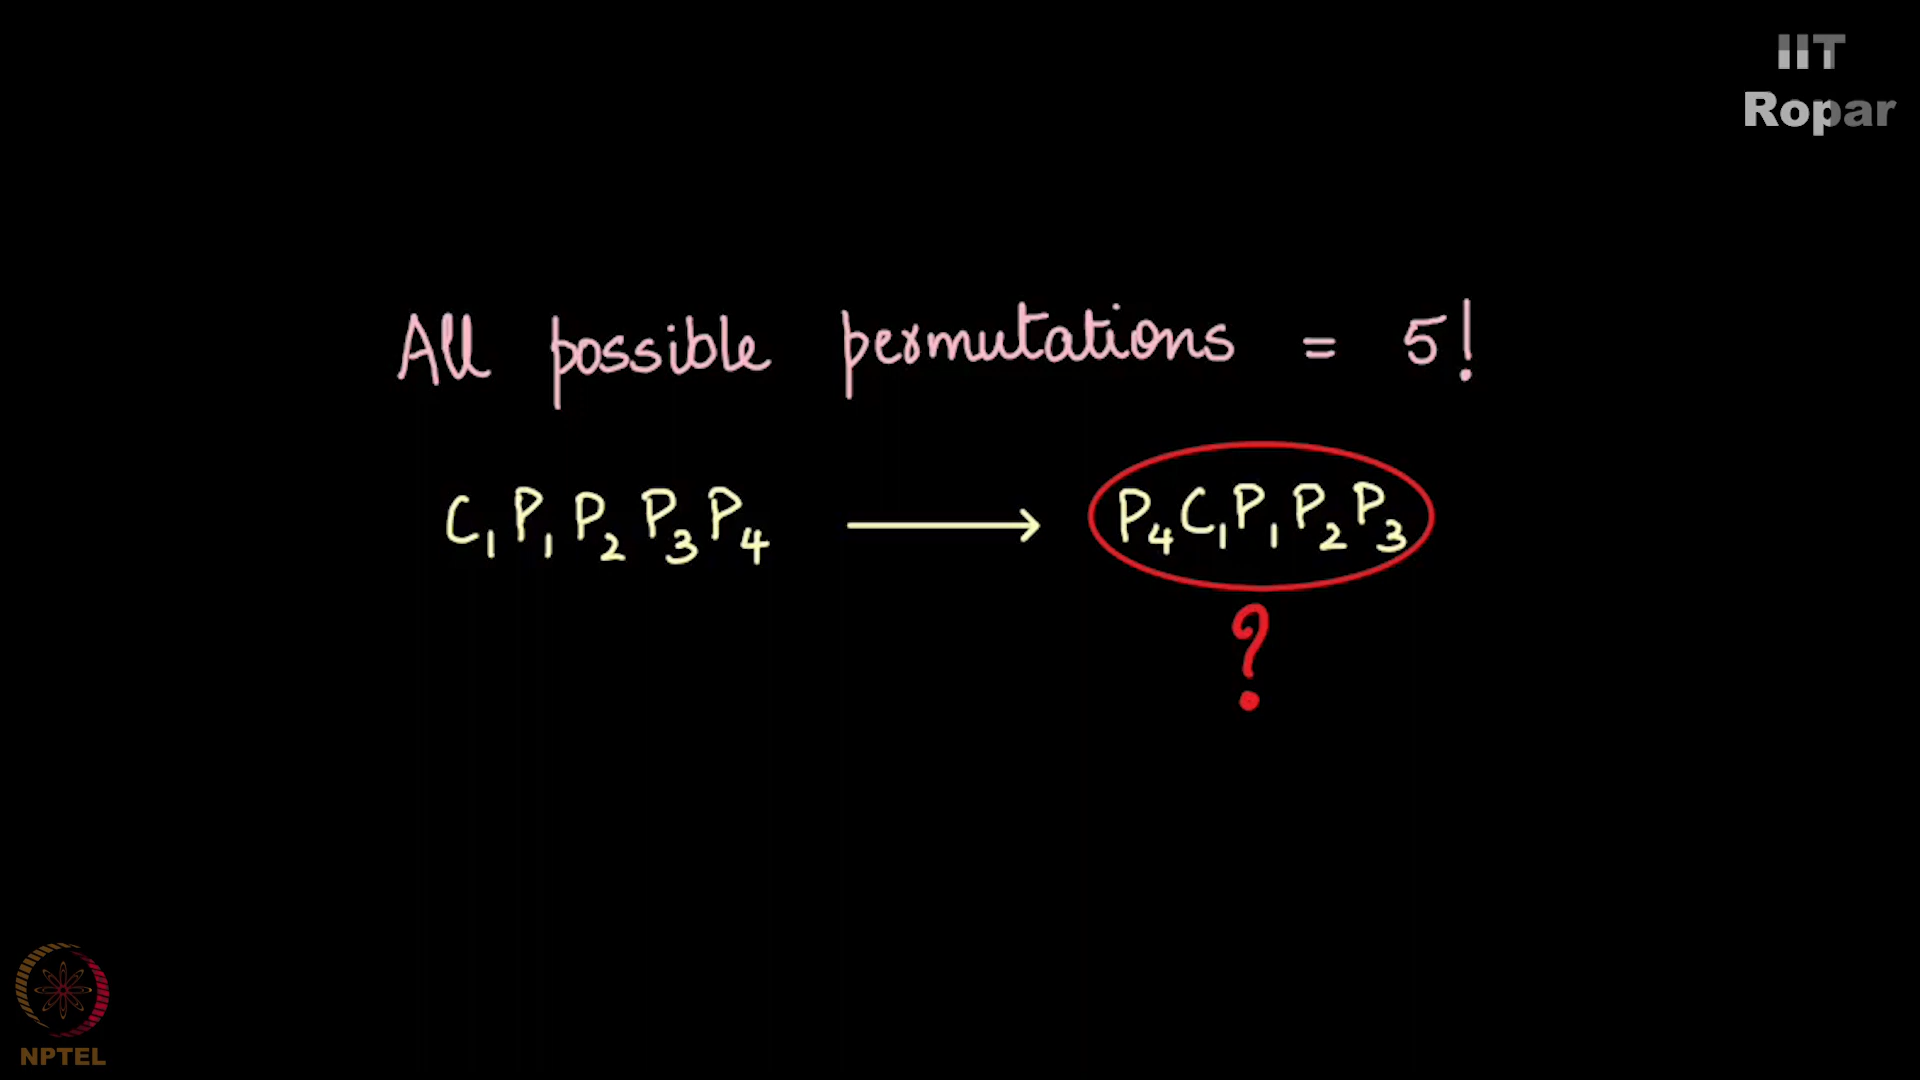 IIT
Ropar
All possible permutations = 5!
C₁P₁P₂P₃P₄ → P₄C₁P₁P₂P₃
?
NPTEL